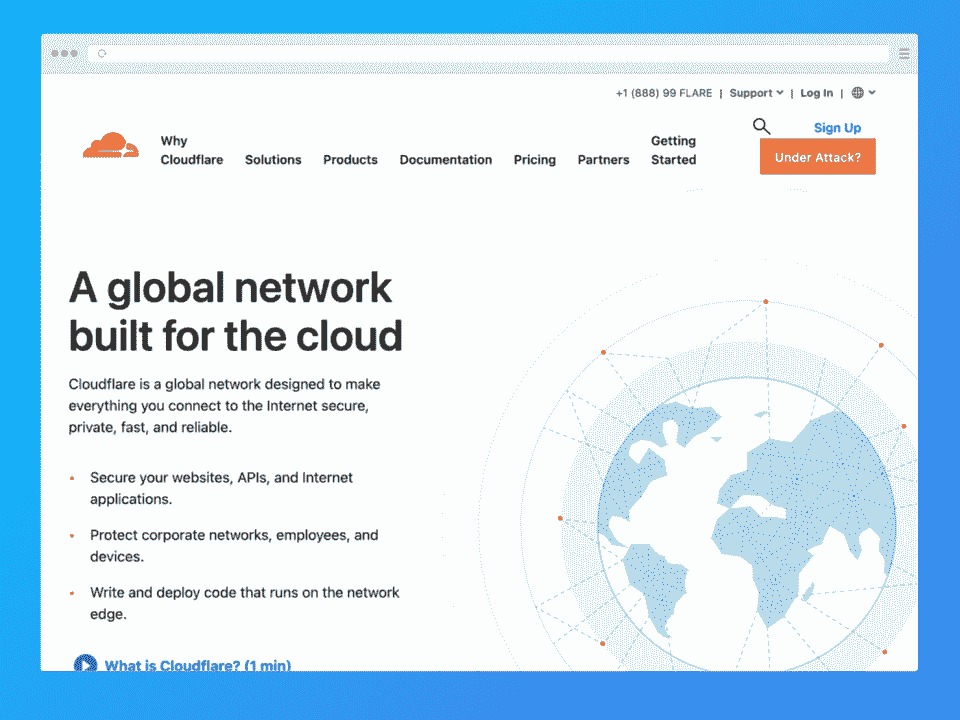 +1 (888) 99 FLARE | Support | Log In |
Sign Up
Why
Cloudflare Solutions Products Documentation Pricing Partners
Getting
Started
Under Attack?
A global network
built for the cloud
Cloudflare is a global network designed to make
everything you connect to the Internet secure,
private, fast, and reliable.
• Secure your websites, APIs, and Internet
applications.
• Protect corporate networks, employees, and
devices.
• Write and deploy code that runs on the network
edge.
What is Cloudflare? (1 min)